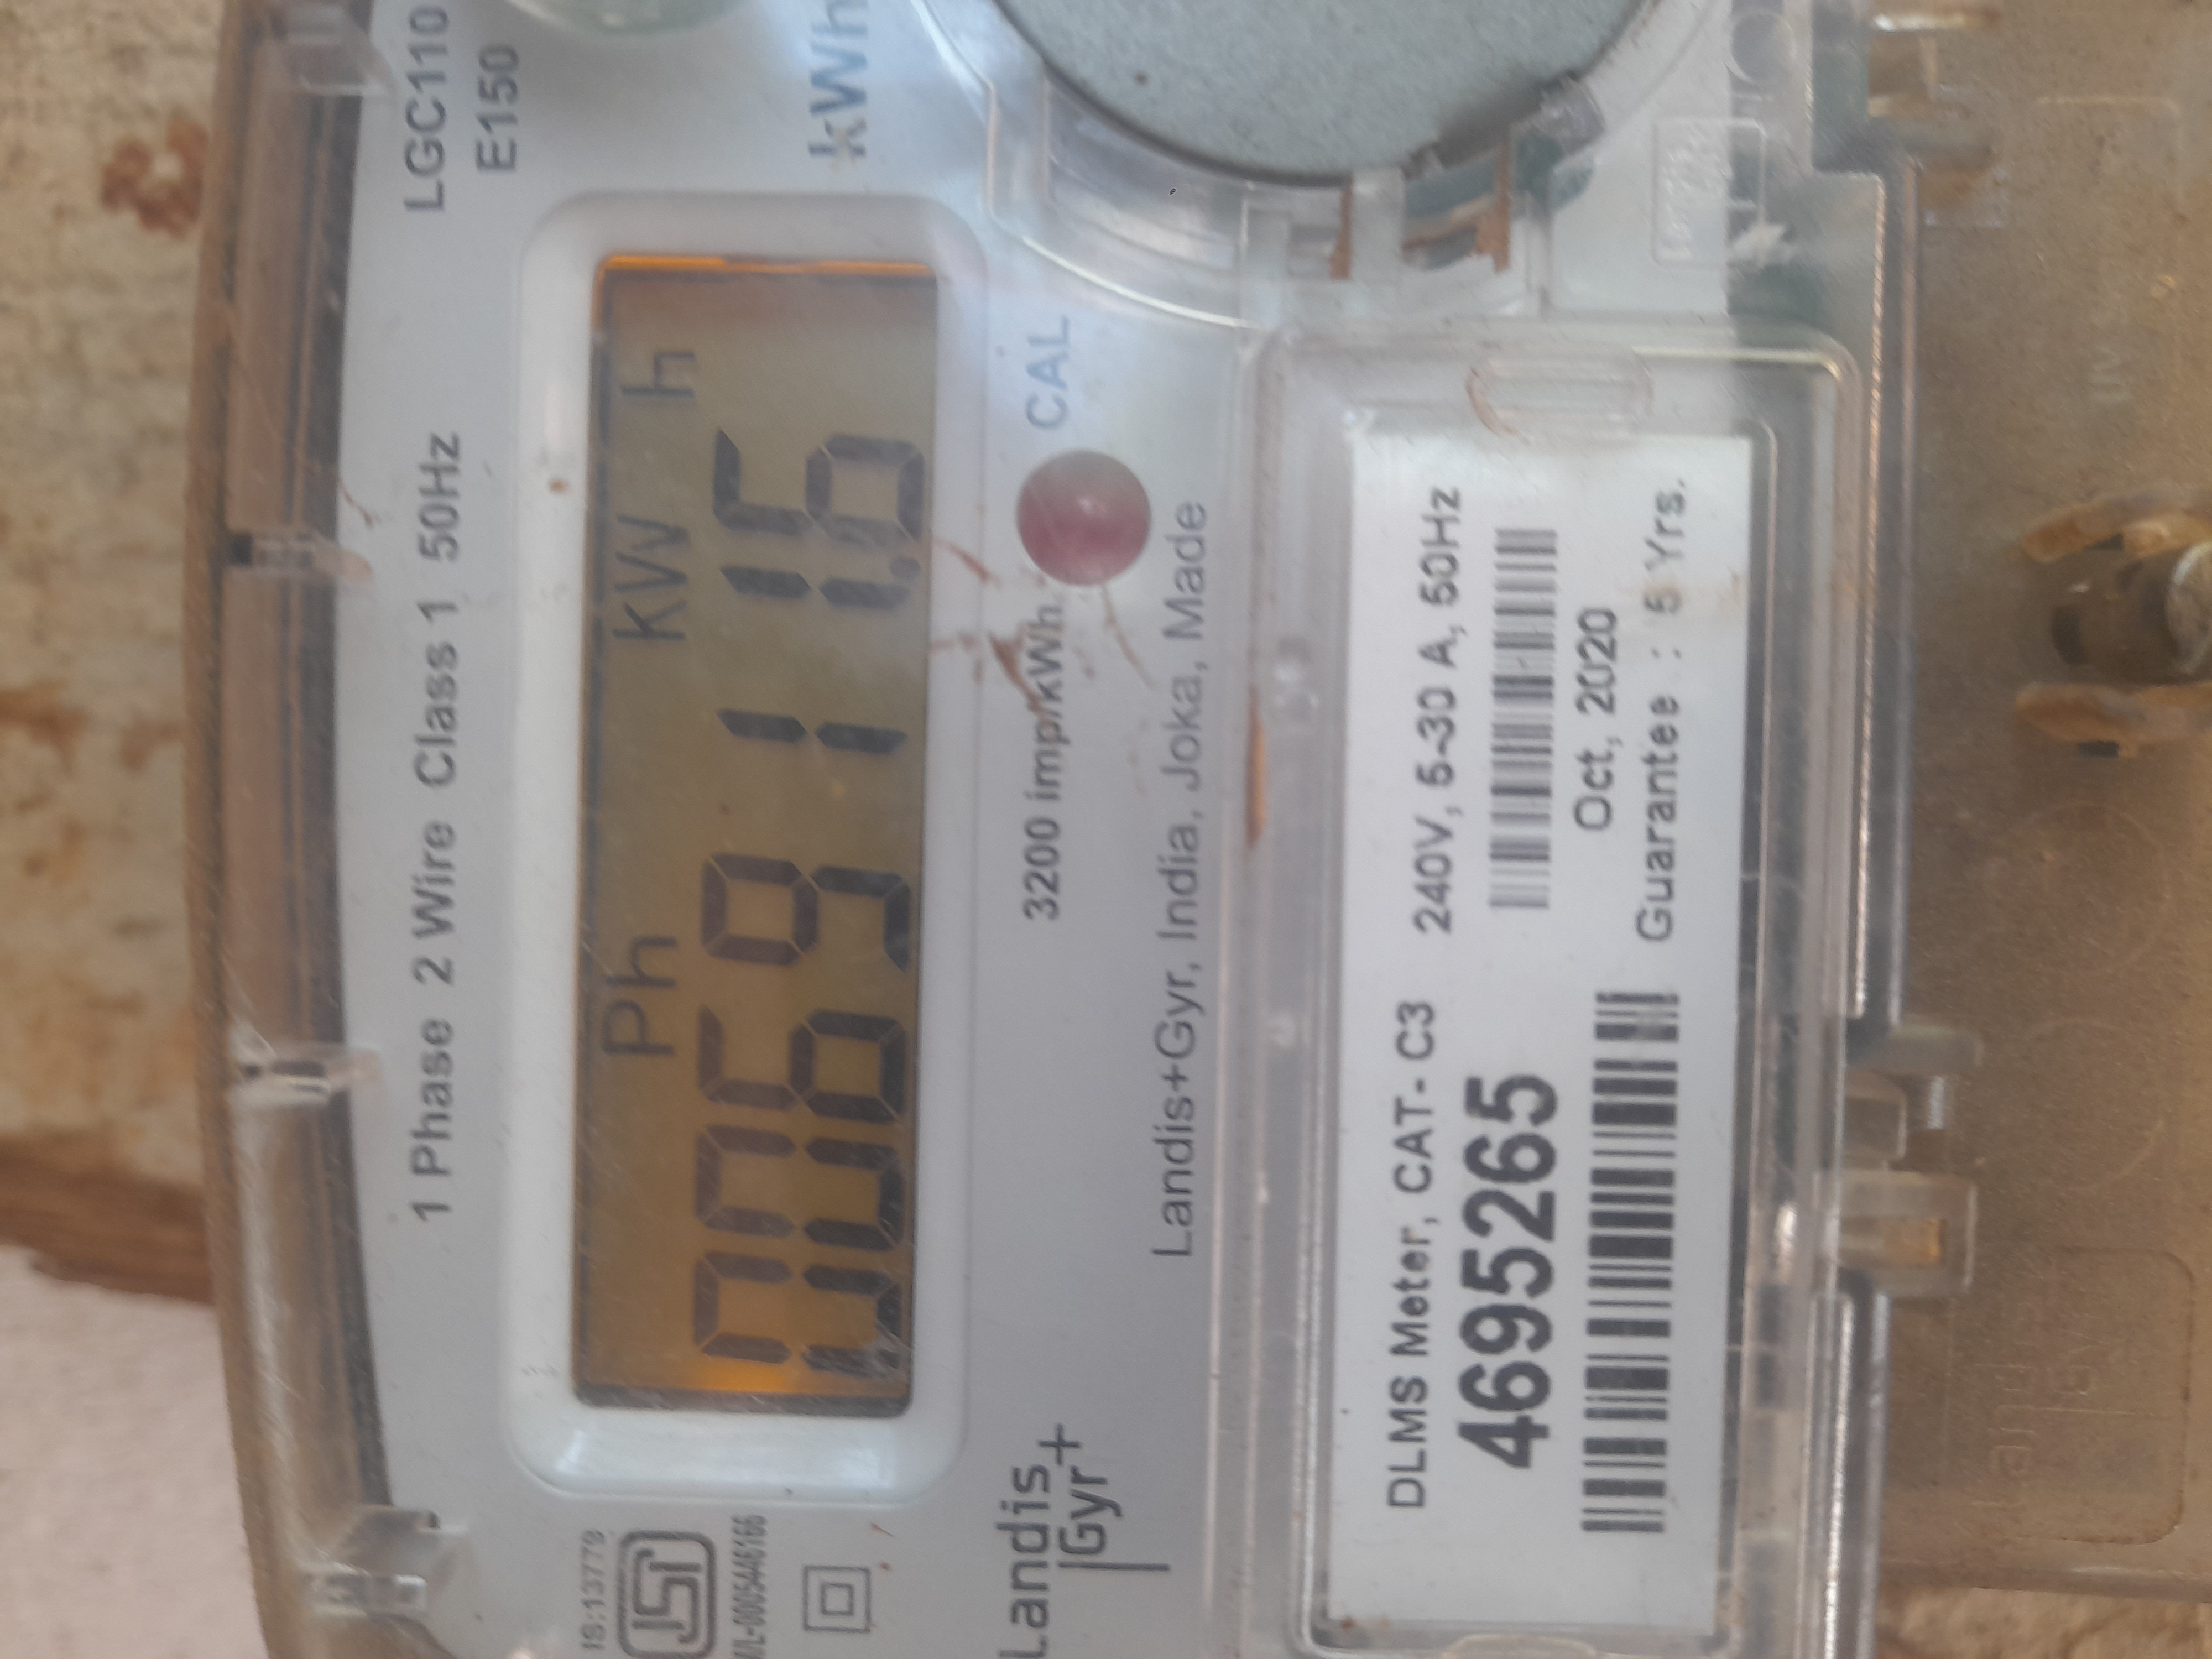 1 Phase 2 Wire Class 1 50Hz
LGC110
E150
IS:13779
ISI
Ph kW h
006911.6
kWh
3200 imp/kWh
CAL
Landis
Gyr+
Landis+Gyr, India, Joka, Made
DLMS Meter, CAT- C3 240V, 5-30 A, 50Hz
4695265
Oct, 2020
Guarantee : 5 Yrs.